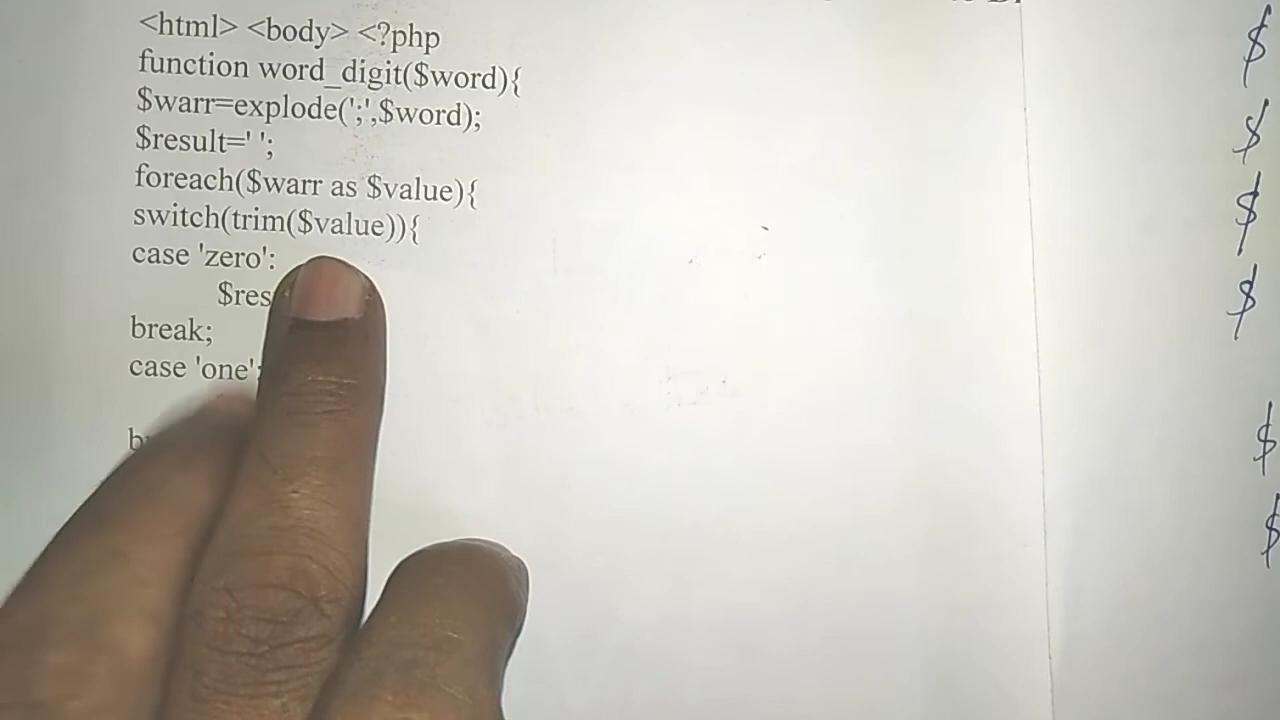 <html> <body> <?php
function word_digit($word){
$warr=explode(';',$word);
$result=' ';
foreach($warr as $value){
switch(trim($value)){
case 'zero':
$res
break;
case 'one':
$
$
$
$
$
$